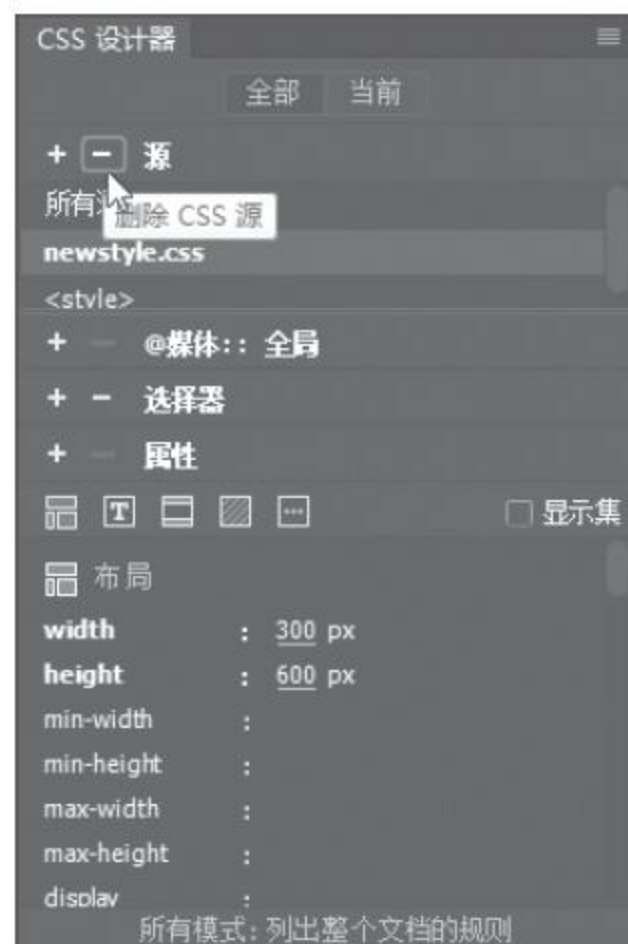 CSS 设计器
全部 当前
+ - 源
所有
删除 CSS 源
newstyle.css
<style>
+ - @媒体:: 全局
+ - 选择器
+ - 属性
T 显示集
布局
width : 300 px
height : 600 px
min-width :
min-height :
max-width :
max-height :
display :
所有模式: 列出整个文档的规则